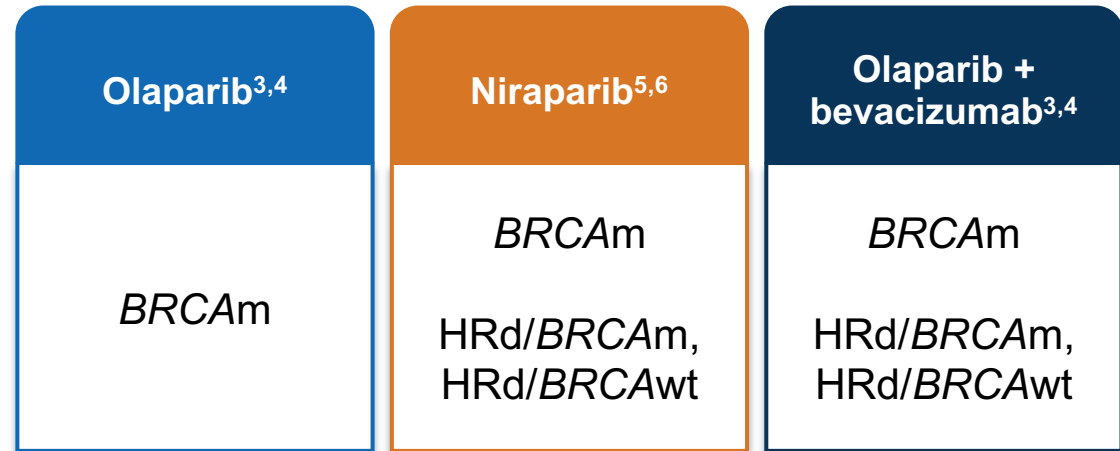 Olaparib3,4
BRCAm
Niraparib5,6
BRCAm
HRd/BRCAm,
HRd/BRCAwt
Olaparib +
bevacizumab3,4
BRCAm
HRd/BRCAm,
HRd/BRCAwt